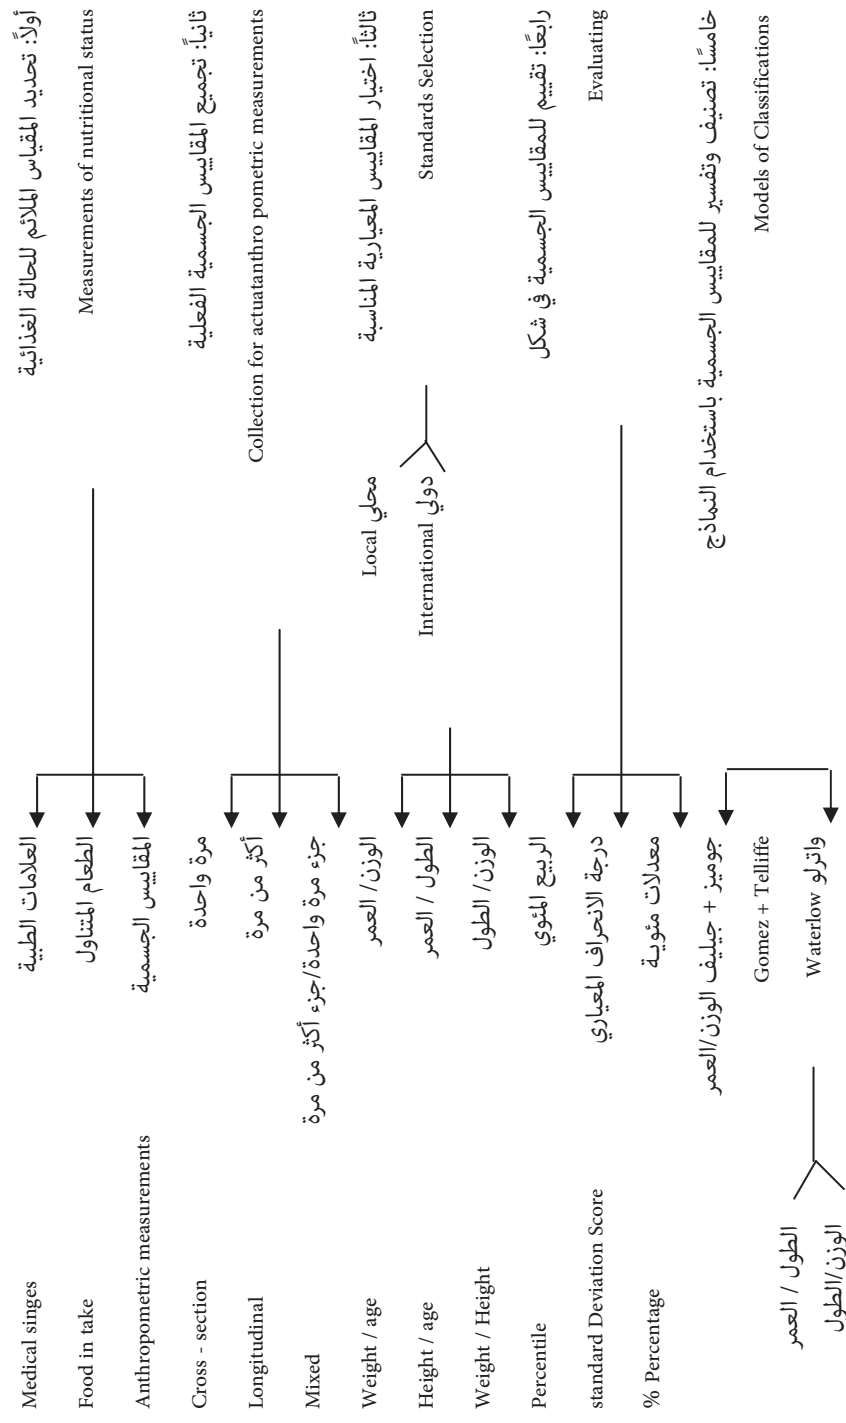 أولاً: تحديد المقياس الملائم للحالة الغذائية
Measurements of nutritional status
العلامات الطبية
Medical singes
الطعام المتناول
Food in take
المقاييس الجسمية
Anthropometric measurements
ثانياً: تجميع المقاييس الجسمية الفعلية
Collection for actuatanthro pometric measurements
مرة واحدة
Cross - section
أكثر من مرة
Longitudinal
جزء مرة واحدة/جزء أكثر من مرة
Mixed
ثالثاً: اختيار المقاييس المعيارية المناسبة
Standards Selection
محلي Local
دولي International
الوزن/ العمر
Weight / age
الطول / العمر
Height / age
الوزن/ الطول
Weight / Height
رابعًا: تقييم للمقاييس الجسمية في شكل
Evaluating
الربيع المئوي
Percentile
درجة الانحراف المعياري
standard Deviation Score
معدلات مئوية
% Percentage
خامسًا: تصنيف وتفسير للمقاييس الجسمية باستخدام النماذج
Models of Classifications
جوميز + جيليف الوزن/العمر
Gomez + Telliffe
واترلو Waterlow
الطول / العمر
الوزن/الطول